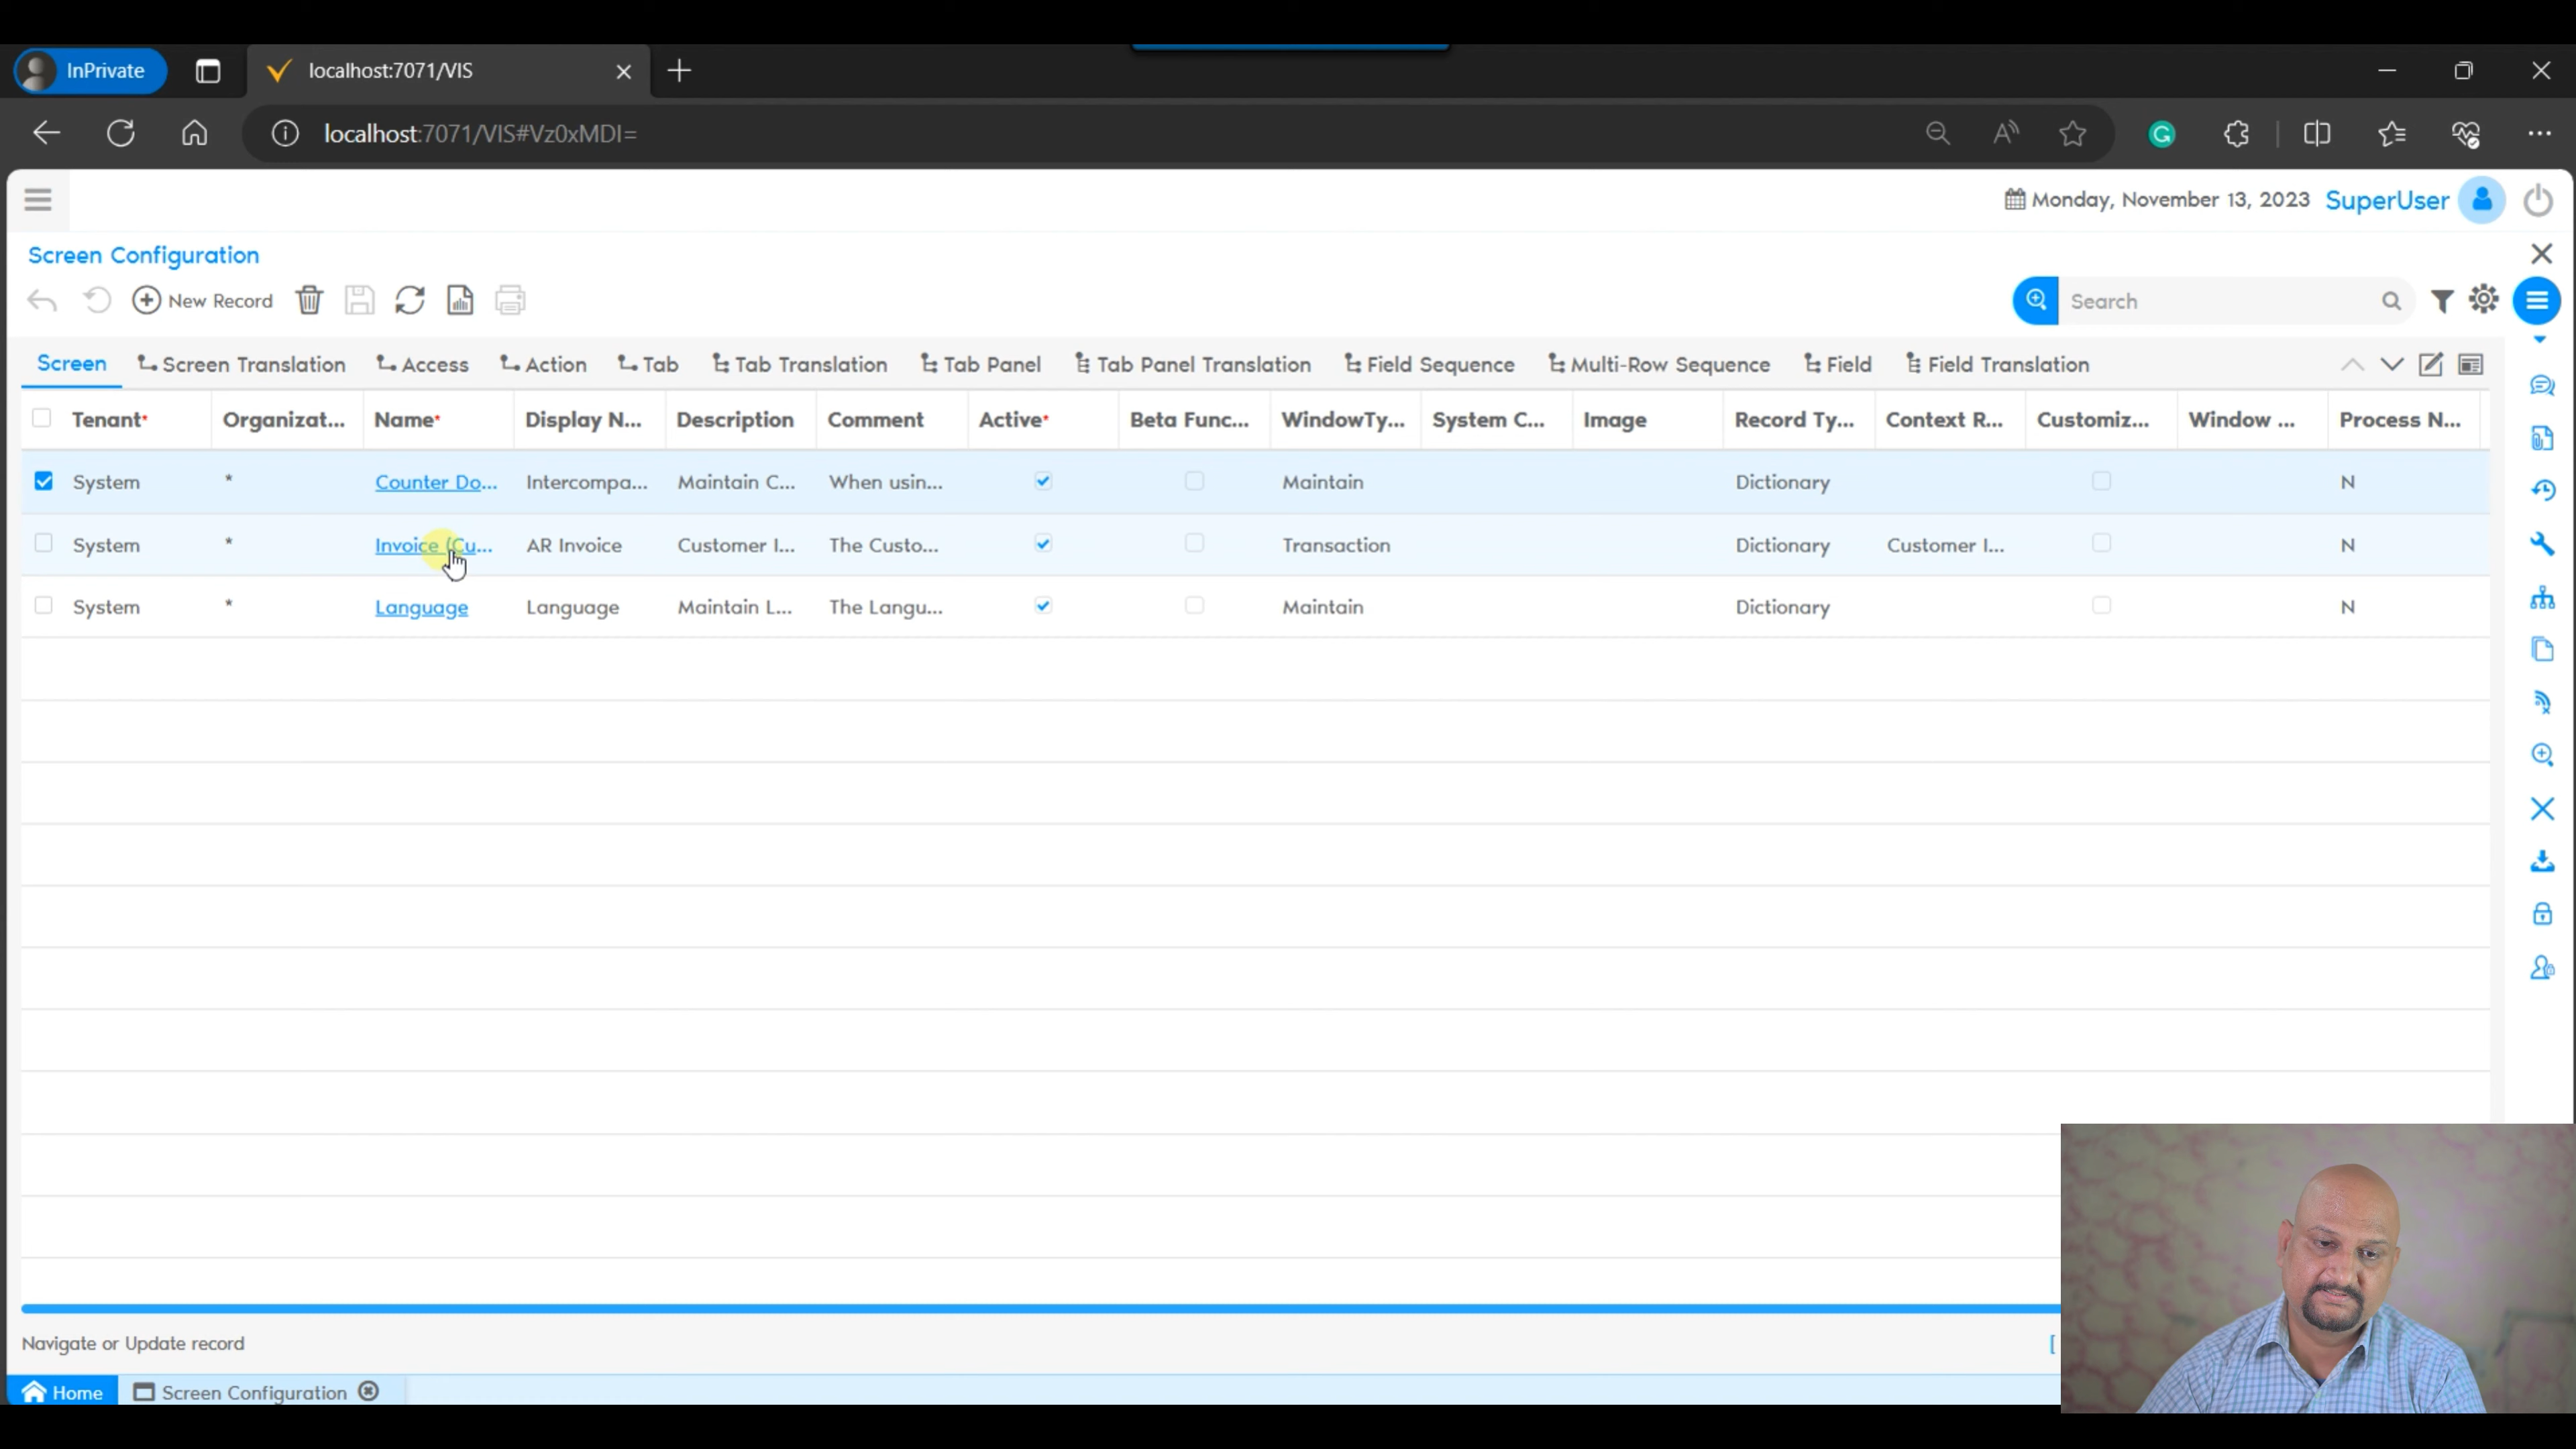 InPrivate localhost:7071/VIS
localhost:7071/VIS#Vz0xMDI=
Monday, November 13, 2023 SuperUser
Screen Configuration
New Record Search
Screen Screen Translation Access Action Tab Tab Translation Tab Panel Tab Panel Translation Field Sequence Multi-Row Sequence Field Field Translation
Tenant* Organizat... Name* Display N... Description Comment Active* Beta Func... WindowTy... System C... Image Record Ty... Context R... Customiz... Window ... Process N...
System * Counter Do... Intercompa... Maintain C... When usin... Maintain Dictionary N
System * Invoice (Cu... AR Invoice Customer I... The Custo... Transaction Dictionary Customer I... N
System * Language Language Maintain L... The Langu... Maintain Dictionary N
Navigate or Update record [
Home Screen Configuration